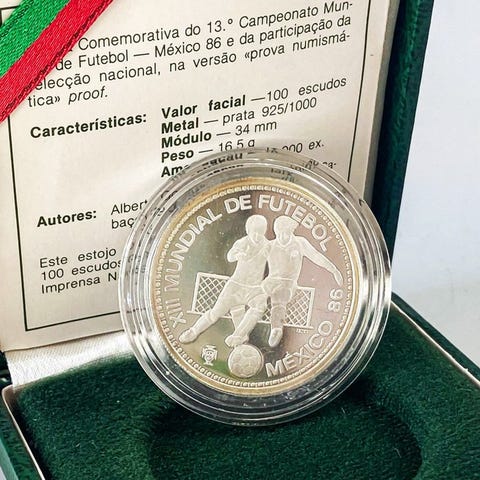 Comemorativa do 13.º Campeonato Mun-
de Futebol — México 86 e da participação da
selecção nacional, na versão «prova numismá-
tica» proof.
Características:
Valor facial —100 escudos
Metal — prata 925/1000
Módulo — 34 mm
Peso — 16,5 g
ex.
Autores:
Este estojo
100 escudos
Imprensa N
XIII MUNDIAL DE FUTEBOL
MÉXICO 86